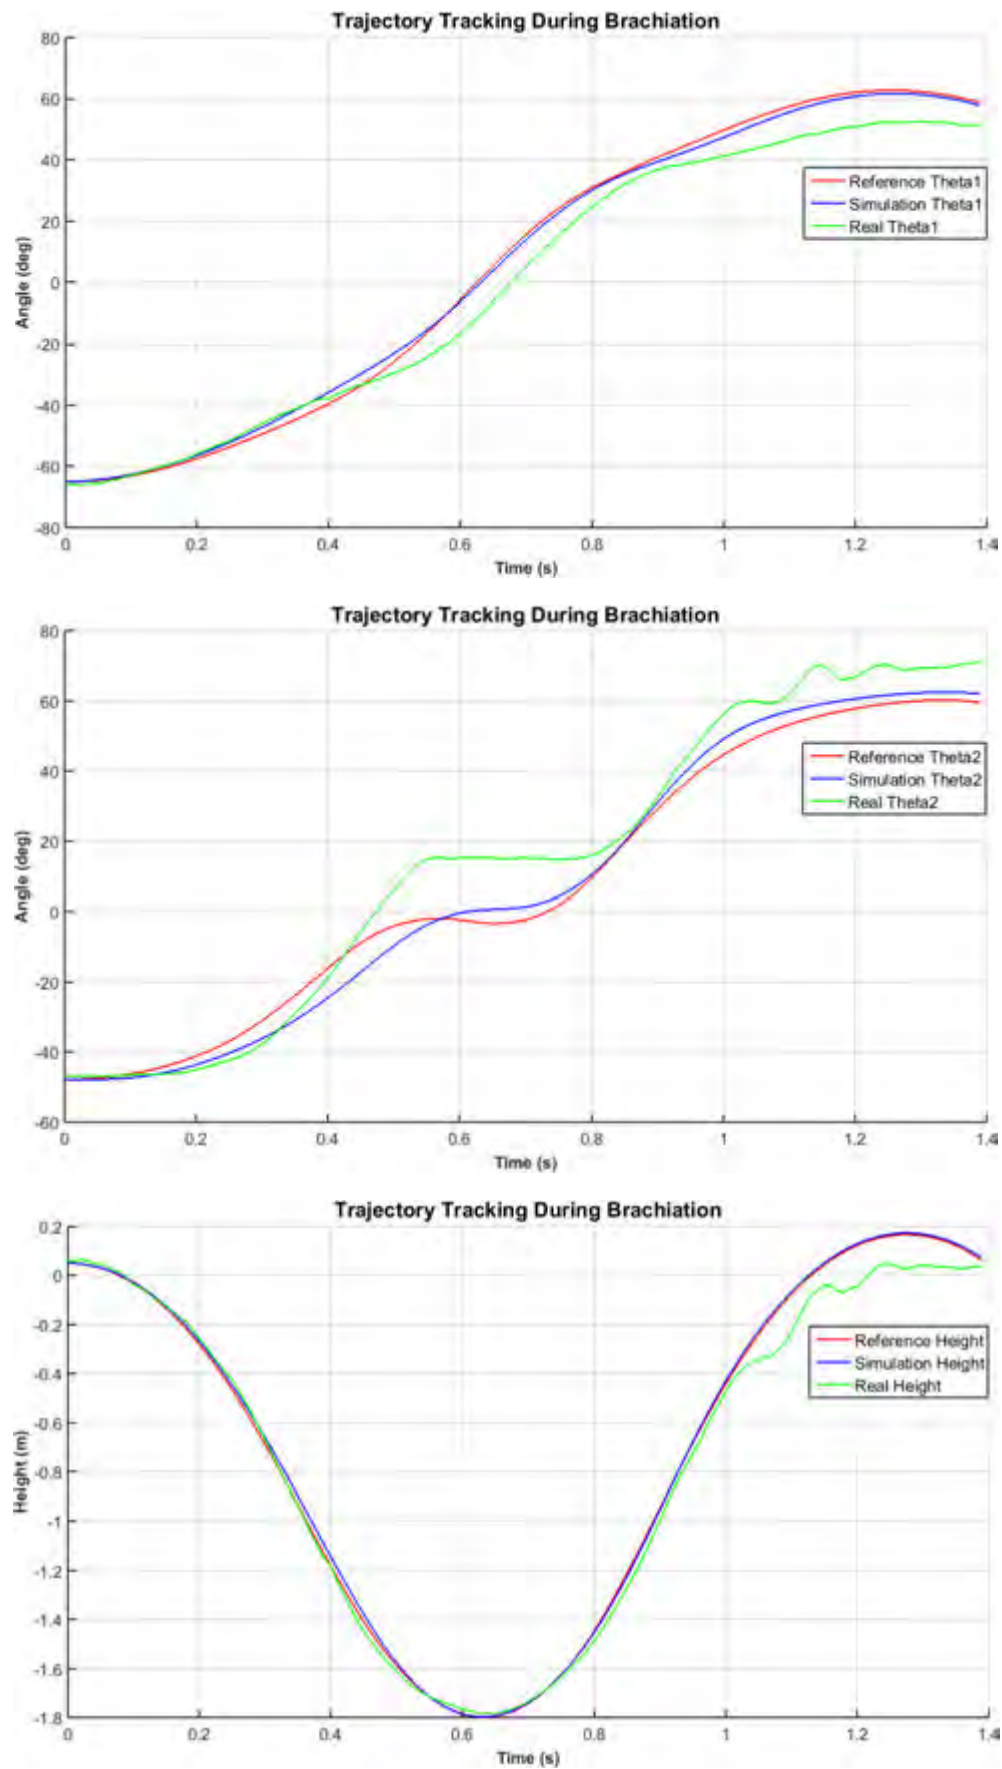 Trajectory Tracking During Brachiation
80
60
40
20
0
-20
-40
-60
-80
Angle (deg)
Reference Theta1
Simulation Theta1
Real Theta1
0 0.2 0.4 0.6 0.8 1 1.2 1.4
Time (s)
Trajectory Tracking During Brachiation
80
60
40
20
0
-20
-40
-60
Angle (deg)
Reference Theta2
Simulation Theta2
Real Theta2
0 0.2 0.4 0.6 0.8 1 1.2 1.4
Time (s)
Trajectory Tracking During Brachiation
0.2
0
-0.2
-0.4
-0.6
-0.8
-1
-1.2
-1.4
-1.6
-1.8
Height (m)
Reference Height
Simulation Height
Real Height
0 0.2 0.4 0.6 0.8 1 1.2 1.4
Time (s)